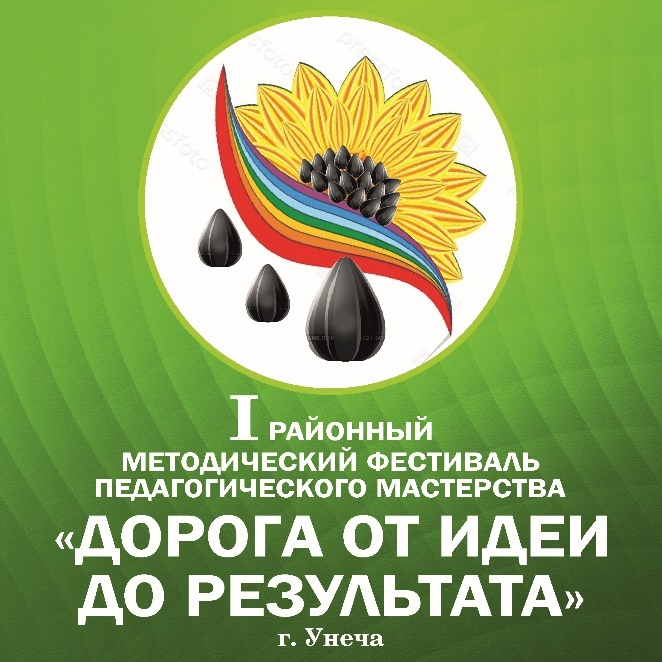 I РАЙОННЫЙ
МЕТОДИЧЕСКИЙ ФЕСТИВАЛЬ
ПЕДАГОГИЧЕСКОГО МАСТЕРСТВА
«ДОРОГА ОТ ИДЕИ
ДО РЕЗУЛЬТАТА»
г. Унеча